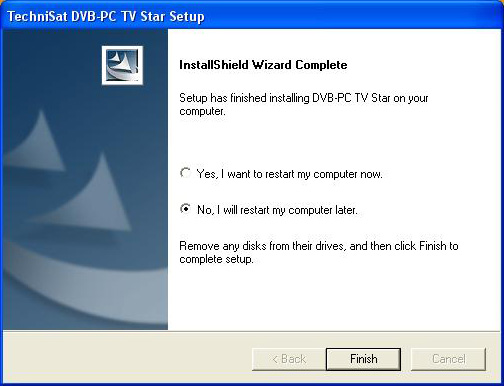 TechniSat DVB-PC TV Star Setup
InstallShield Wizard Complete
Setup has finished installing DVB-PC TV Star on your
computer.
Yes, I want to restart my computer now.
No, I will restart my computer later.
Remove any disks from their drives, and then click Finish to
complete setup.
< Back Finish Cancel